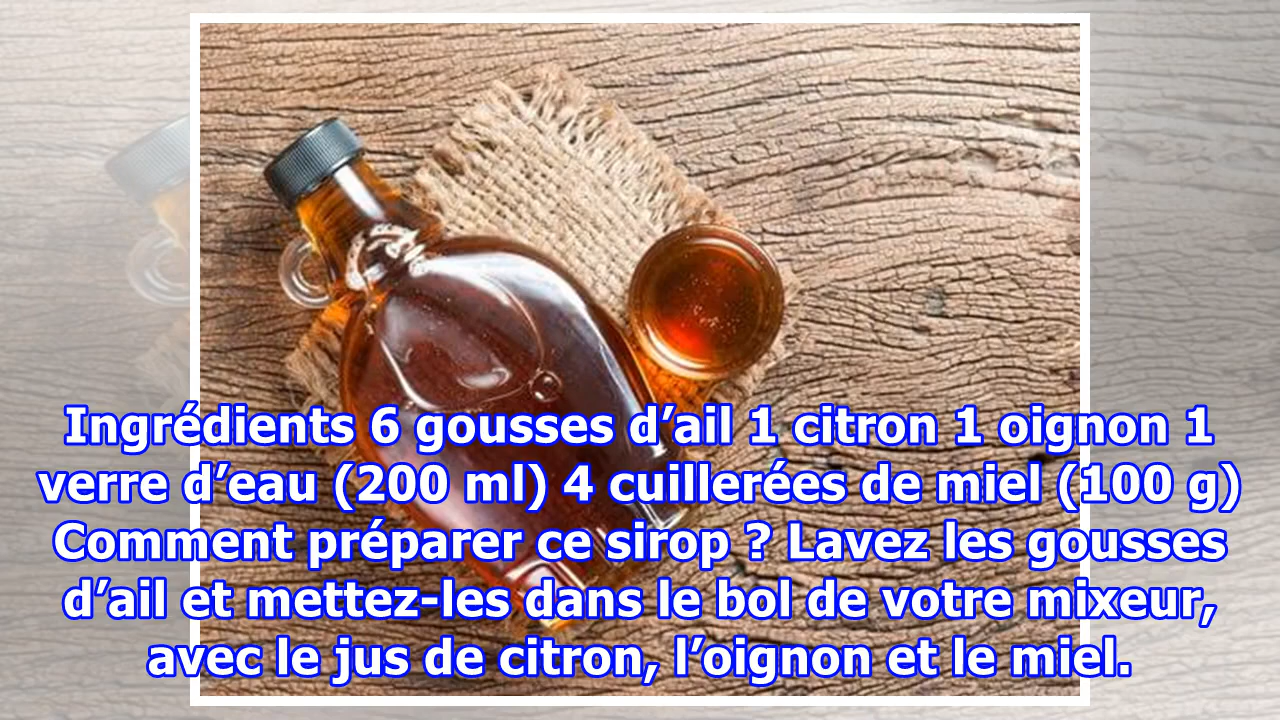 Ingrédients 6 gousses d’ail 1 citron 1 oignon 1
verre d’eau (200 ml) 4 cuillerées de miel (100 g)
Comment préparer ce sirop ? Lavez les gousses
d’ail et mettez-les dans le bol de votre mixeur,
avec le jus de citron, l’oignon et le miel.